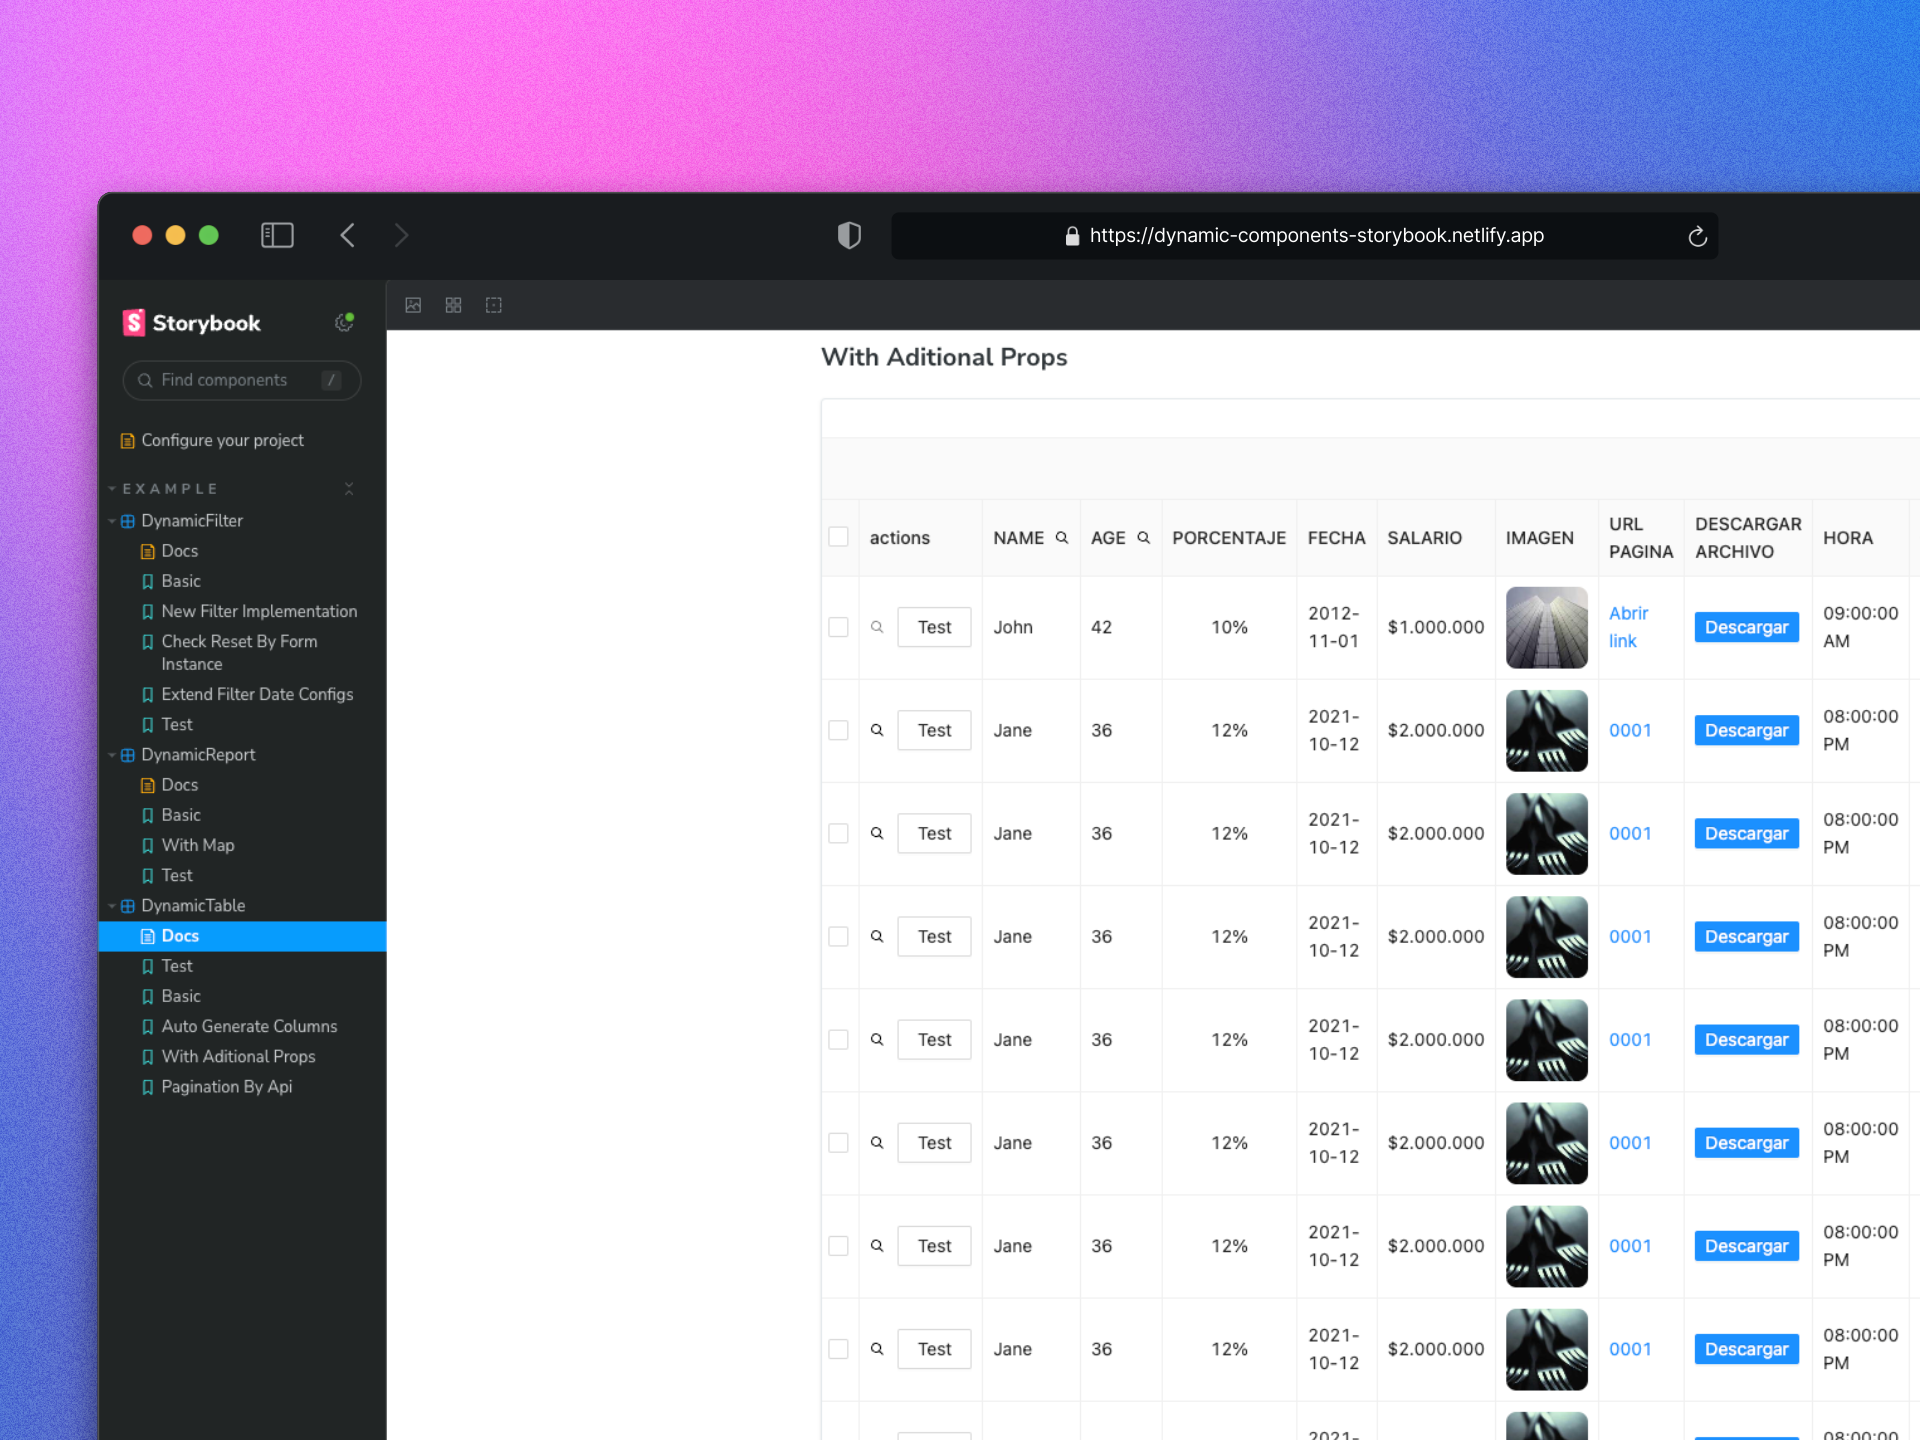 https://dynamic-components-storybook.netlify.app
S Storybook
Find components /
Configure your project
EXAMPLE
DynamicFilter
Docs
Basic
New Filter Implementation
Check Reset By Form
Instance
Extend Filter Date Configs
Test
DynamicReport
Docs
Basic
With Map
Test
DynamicTable
Docs
Test
Basic
Auto Generate Columns
With Aditional Props
Pagination By Api
With Aditional Props
actions NAME AGE PORCENTAJE FECHA SALARIO IMAGEN URL PAGINA DESCARGAR ARCHIVO HORA
Test John 42 10% 2012-11-01 $1.000.000 Abrir link Descargar 09:00:00 AM
Test Jane 36 12% 2021-10-12 $2.000.000 0001 Descargar 08:00:00 PM
Test Jane 36 12% 2021-10-12 $2.000.000 0001 Descargar 08:00:00 PM
Test Jane 36 12% 2021-10-12 $2.000.000 0001 Descargar 08:00:00 PM
Test Jane 36 12% 2021-10-12 $2.000.000 0001 Descargar 08:00:00 PM
Test Jane 36 12% 2021-10-12 $2.000.000 0001 Descargar 08:00:00 PM
Test Jane 36 12% 2021-10-12 $2.000.000 0001 Descargar 08:00:00 PM
Test Jane 36 12% 2021-10-12 $2.000.000 0001 Descargar 08:00:00 PM
2021- 08:00:00